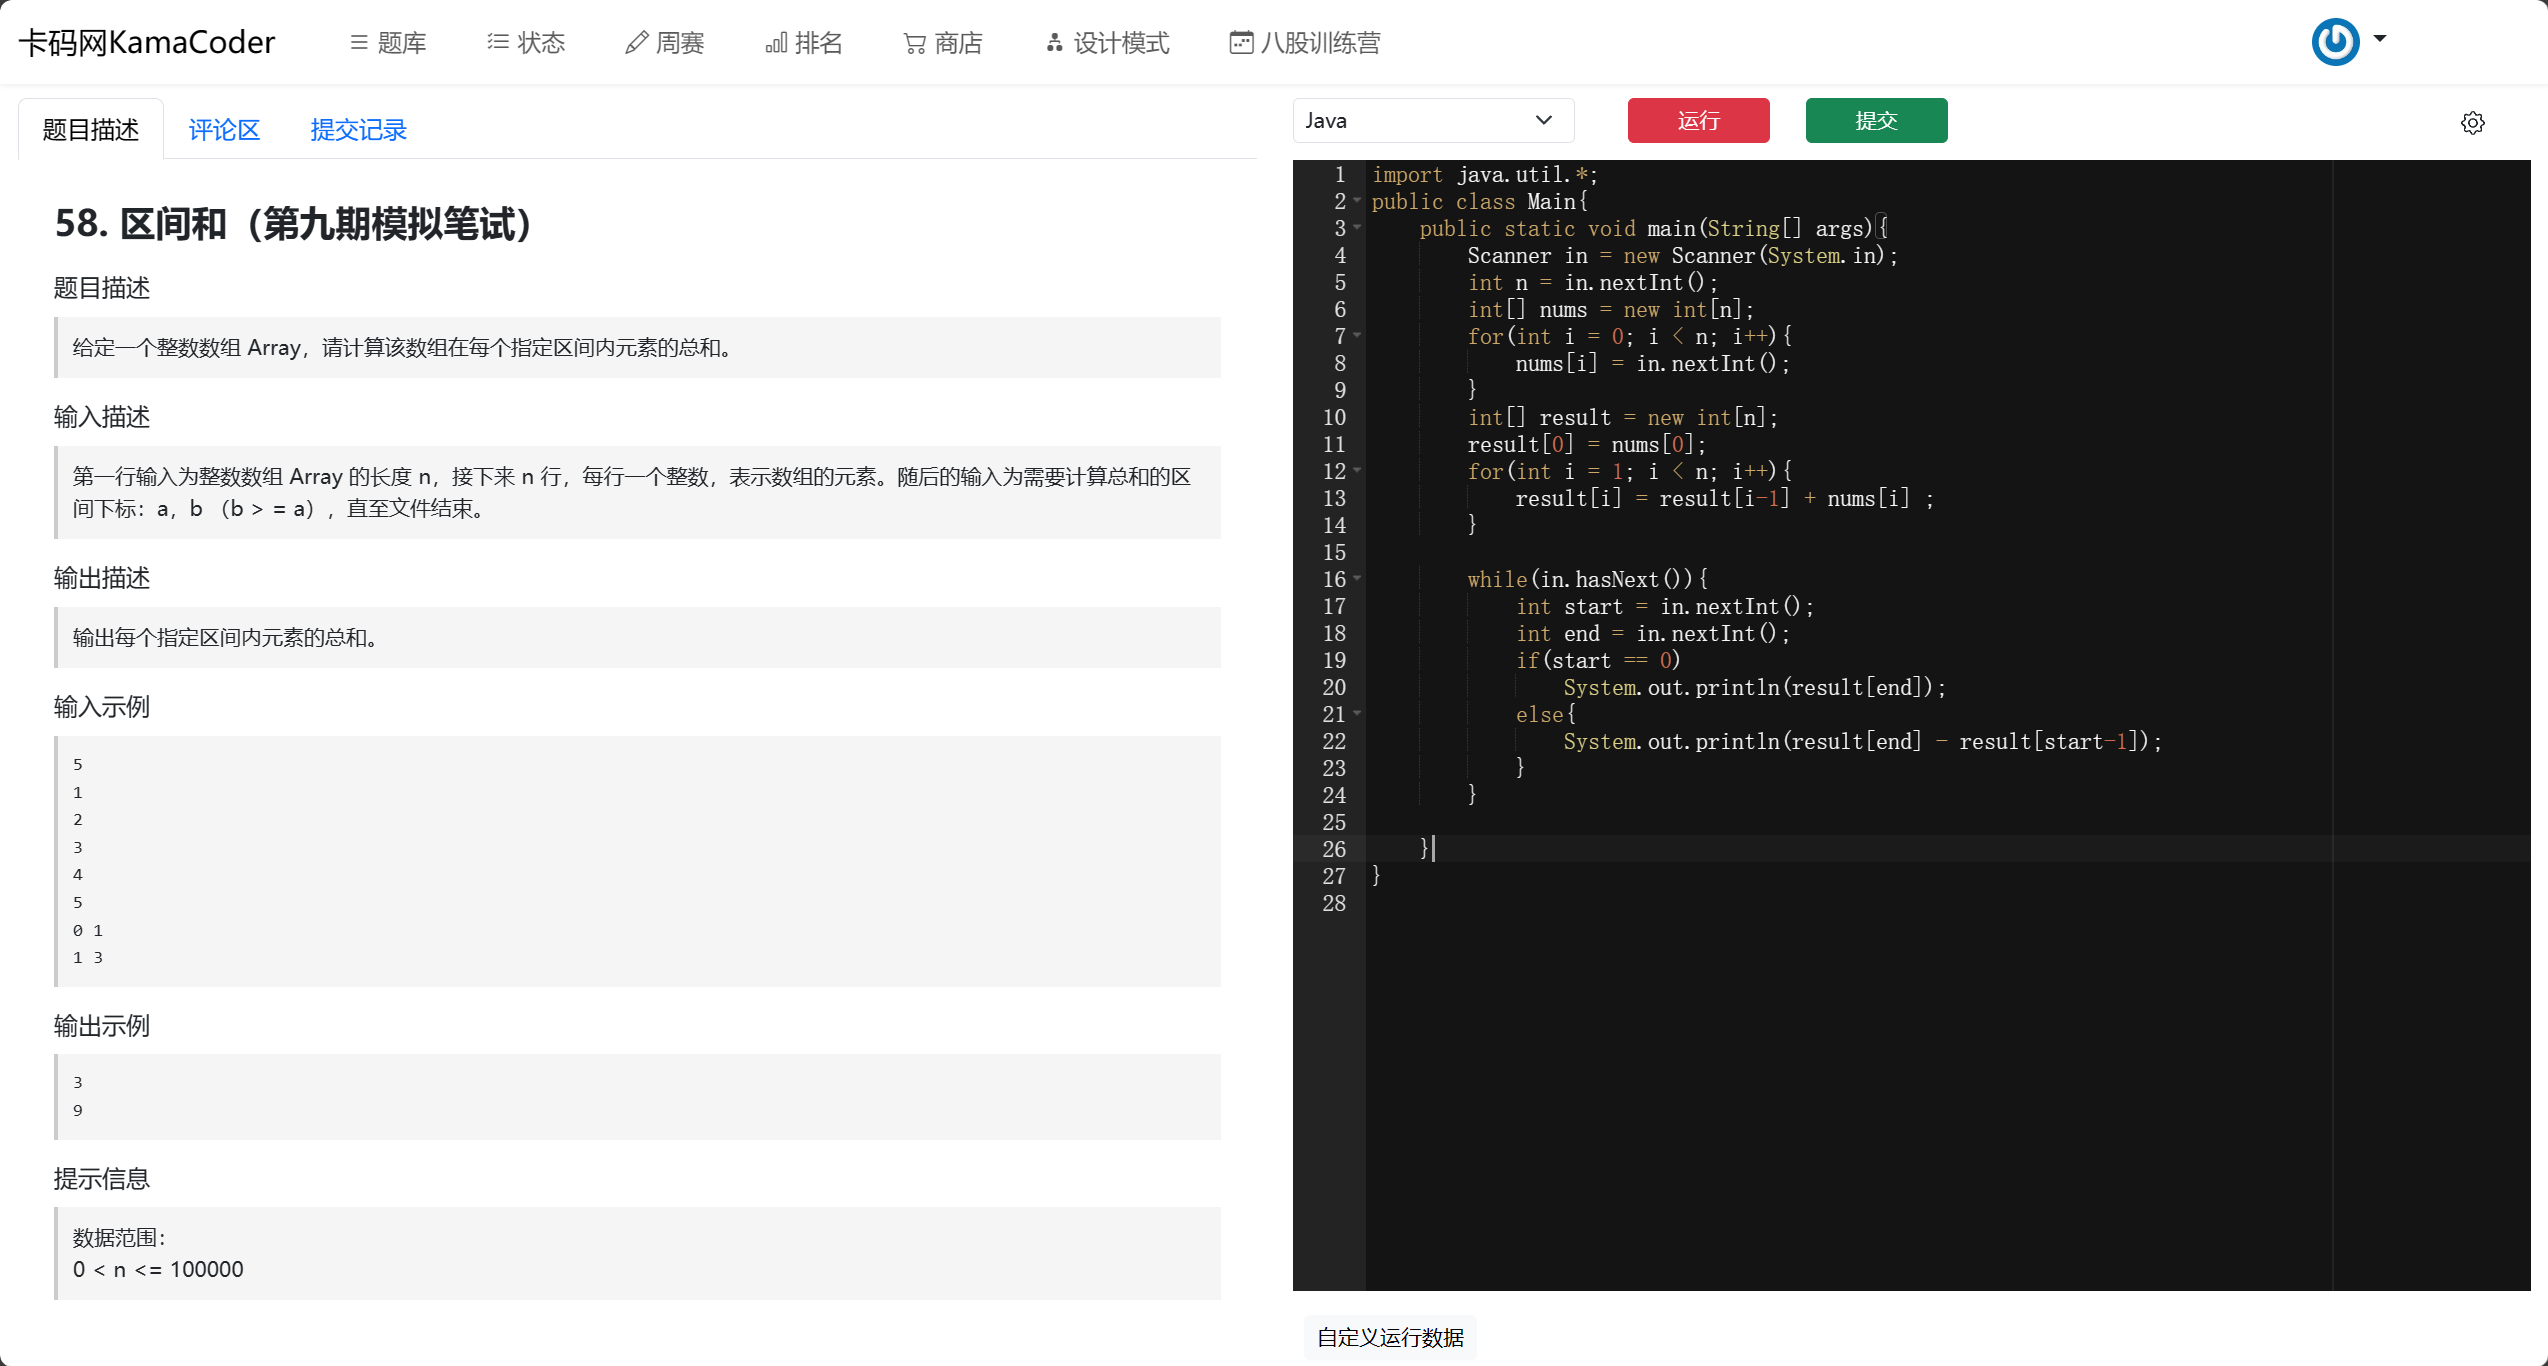 卡码网KamaCoder
题库
状态
周赛
排名
商店
设计模式
八股训练营
题目描述
评论区
提交记录
58. 区间和（第九期模拟笔试）
题目描述
给定一个整数数组 Array，请计算该数组在每个指定区间内元素的总和。
输入描述
第一行输入为整数数组 Array 的长度 n，接下来 n 行，每行一个整数，表示数组的元素。随后的输入为需要计算总和的区
间下标：a，b （b > = a），直至文件结束。
输出描述
输出每个指定区间内元素的总和。
输入示例
5
1
2
3
4
5
0 1
1 3
输出示例
3
9
提示信息
数据范围：
0 < n <= 100000
Java
运行
提交
1 import java.util.*;
2 public class Main{
3     public static void main(String[] args){
4         Scanner in = new Scanner(System.in);
5         int n = in.nextInt();
6         int[] nums = new int[n];
7         for(int i = 0; i < n; i++){
8             nums[i] = in.nextInt();
9         }
10         int[] result = new int[n];
11         result[0] = nums[0];
12         for(int i = 1; i < n; i++){
13             result[i] = result[i-1] + nums[i] ;
14         }
15
16         while(in.hasNext()){
17             int start = in.nextInt();
18             int end = in.nextInt();
19             if(start == 0)
20                 System.out.println(result[end]);
21             else{
22                 System.out.println(result[end] - result[start-1]);
23             }
24         }
25
26     }
27 }
28
自定义运行数据